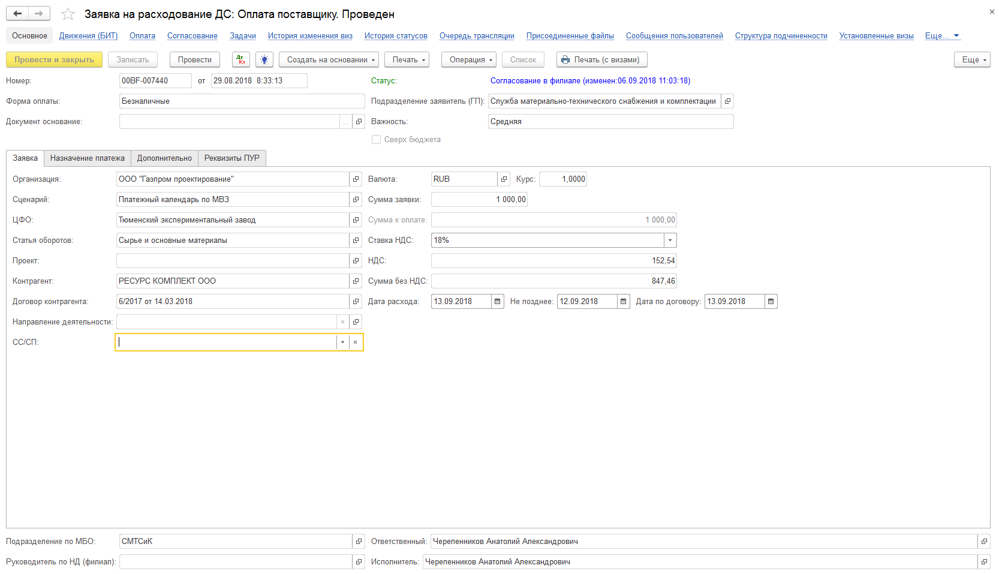 Заявка на расходование ДС: Оплата поставщику. Проведен
Основное Движения (БИТ) Оплата Согласование Задачи История изменения виз История статусов Очередь трансляции Присоединенные файлы Сообщения пользователей Структура подчиненности Установленные визы Еще...
Провести и закрыть Записать Провести Дт Кт Создать на основании Печать Операция Список Печать (с визами) Еще
Номер: 00BF-007440 от 29.08.2018 8:33:13 Статус: Согласование в филиале (изменен:06.09.2018 11:03:18)
Форма оплаты: Безналичные Подразделение заявитель (ГП): Служба материально-технического снабжения и комплектации
Документ основание: ... Важность: Средняя
Сверх бюджета
Заявка Назначение платежа Дополнительно Реквизиты ПУР
Организация: ООО "Газпром проектирование" Валюта: RUB Курс: 1,0000
Сценарий: Платежный календарь по МВЗ Сумма заявки: 1 000,00
ЦФО: Тюменский экспериментальный завод Сумма к оплате: 1 000,00
Статья оборотов: Сырье и основные материалы Ставка НДС: 18%
Проект: НДС: 152,54
Контрагент: РЕСУРС КОМПЛЕКТ ООО Сумма без НДС: 847,46
Договор контрагента: 6/2017 от 14.03.2018 Дата расхода: 13.09.2018 Не позднее: 12.09.2018 Дата по договору: 13.09.2018
Направление деятельности:
СС/СП:
Подразделение по МБО: СМТСиК Ответственный: Черепенников Анатолий Александрович
Руководитель по НД (филиал): Исполнитель: Черепенников Анатолий Александрович